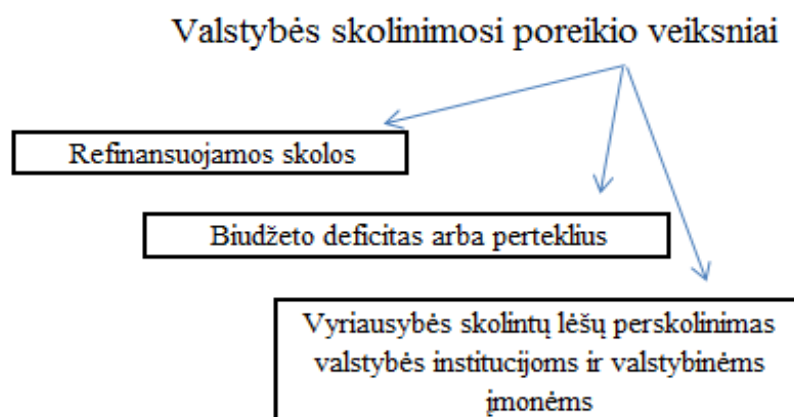 Valstybės skolinimosi poreikio veiksniai
Refinansuojamos skolos
Biudžeto deficitas arba perteklius
Vyriausybės skolintų lėšų perskolinimas
valstybės institucijoms ir valstybinėms
įmonėms